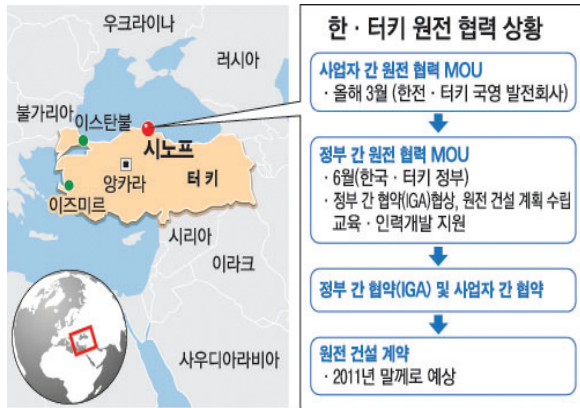 우크라이나
러시아
불가리아
이스탄불
시노프
앙카라
터키
이즈미르
시리아
이라크
사우디아라비아
한·터키 원전 협력 상황
사업자 간 원전 협력 MOU
· 올해 3월 (한전·터키 국영 발전회사)
정부 간 원전 협력 MOU
· 6월(한국·터키 정부)
· 정부 간 협약(IGA)협상, 원전 건설 계획 수립
교육·인력개발 지원
정부 간 협약(IGA) 및 사업자 간 협약
원전 건설 계약
· 2011년 말께로 예상